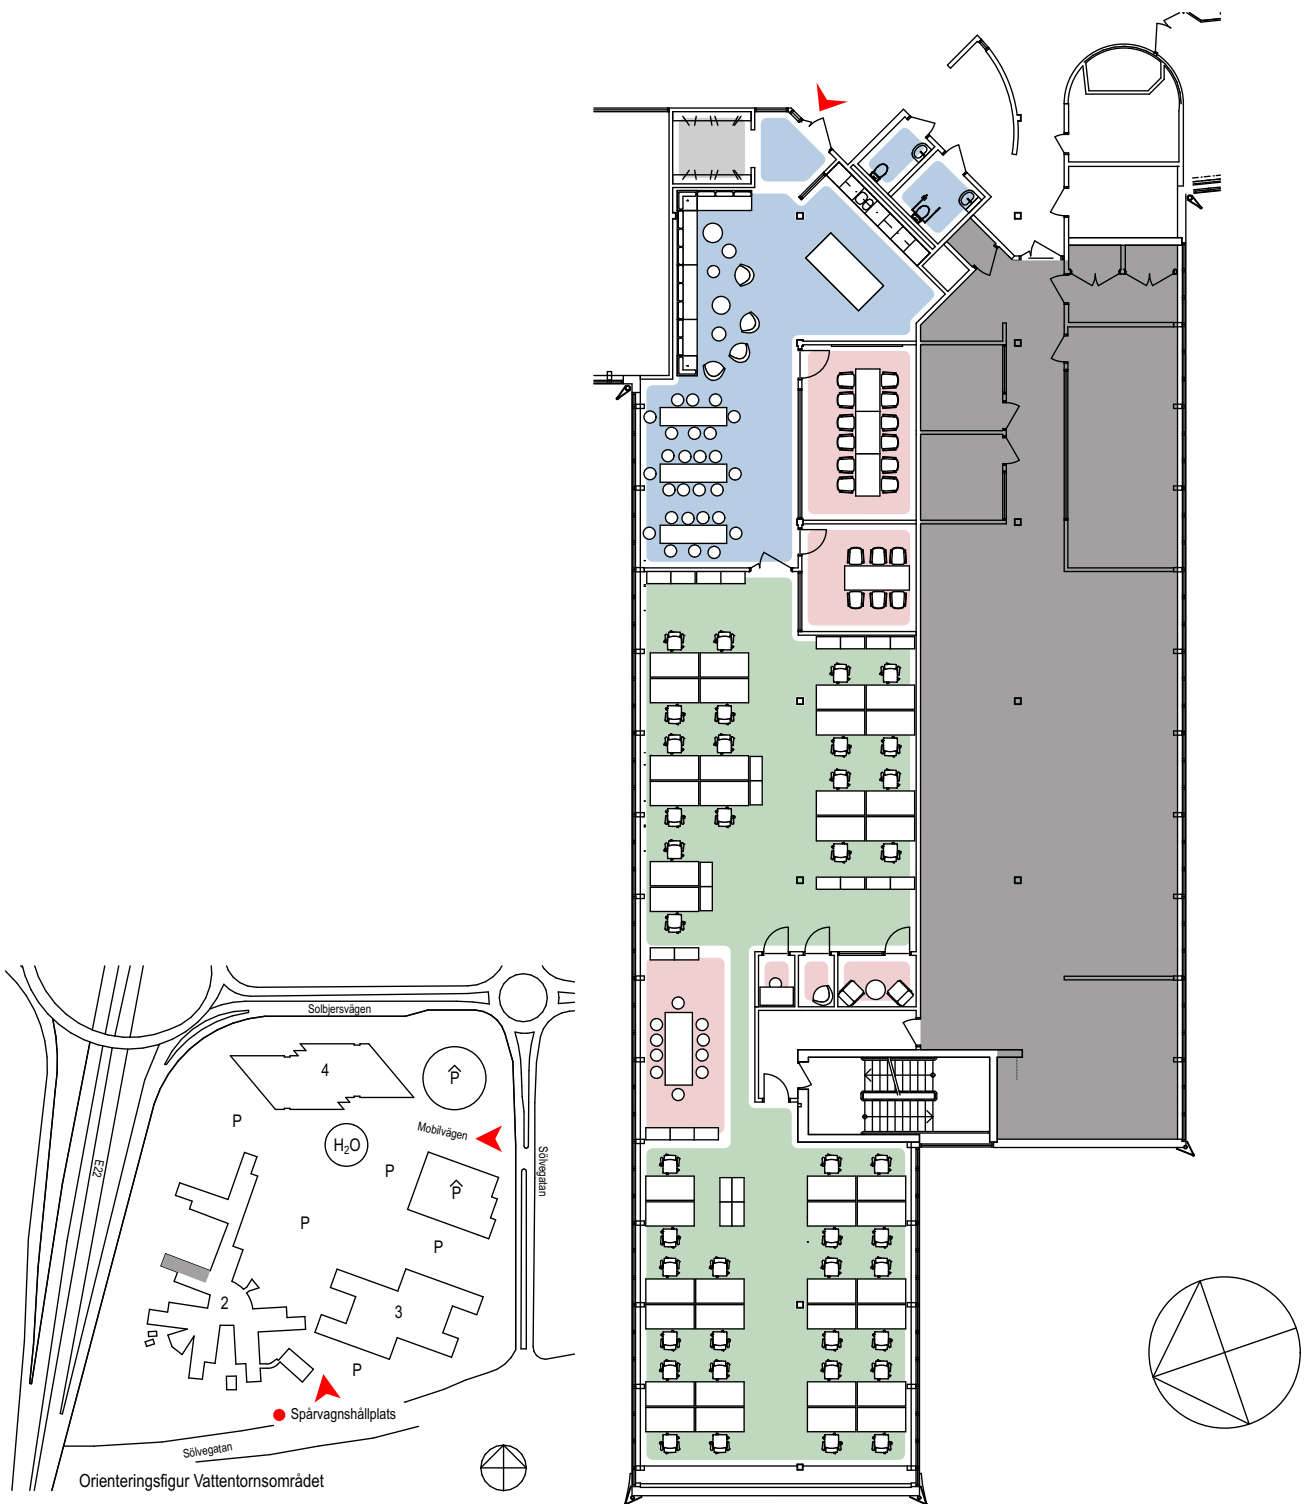 Solbjersvägen
4
P
P
Mobilvägen
H₂O
Sölvegatan
E22
P
P
P
P
2
3
P
Spårvagnshållplats
Sölvegatan
Orienteringsfigur Vattentornsområdet